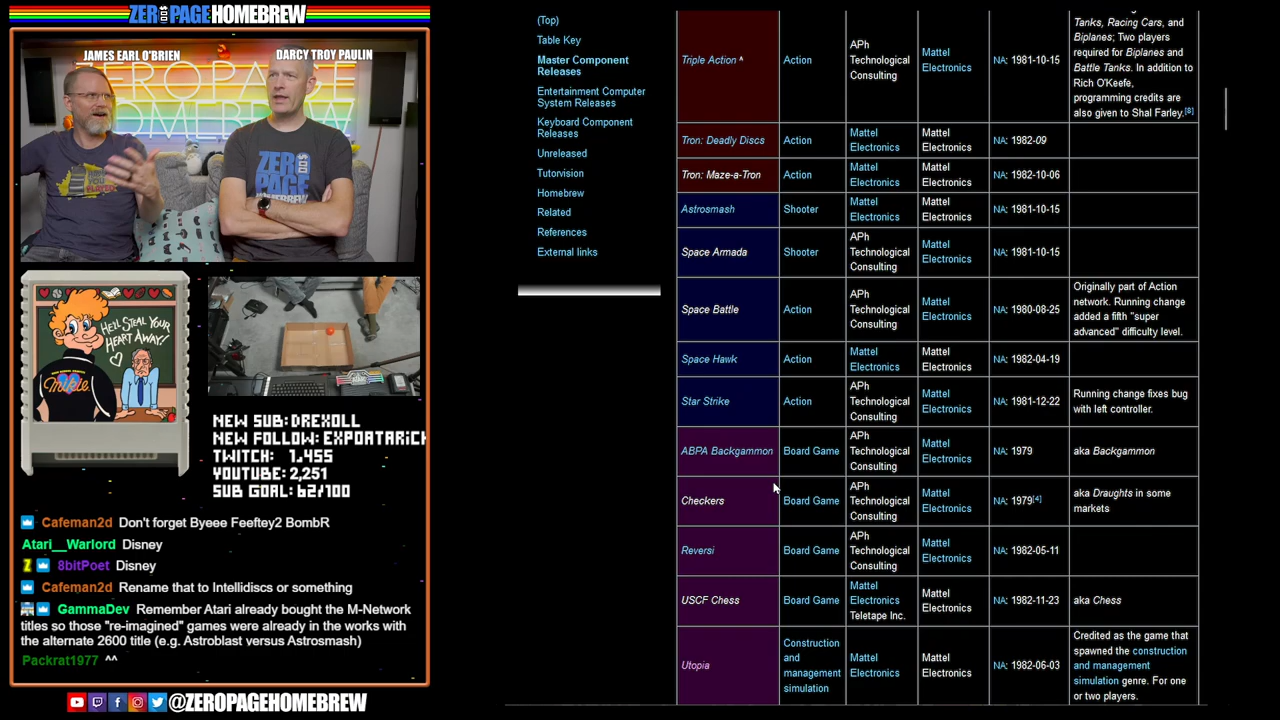 ZEROPAGEHOMEBREW
JAMES EARL O'BRIEN
DARCY TROY PAULIN
ZERO
PAGE
HOMEBREW
HE'LL STEAL YOUR
HEART AWAY!
Mikie
NEW SUB: DREXOLL
NEW FOLLOW: EXPOATARICK
TWITCH: 1,455
YOUTUBE: 2,251
SUB GOAL: 62/100
Cafeman2d Don't forget Byeee Feeftey2 BombR
Atari__Warlord Disney
8bitPoet Disney
Cafeman2d Rename that to Intellidiscs or something
GammaDev Remember Atari already bought the M-Network
titles so those "re-imagined" games were already in the works with
the alternate 2600 title (e.g. Astroblast versus Astrosmash)
Packrat1977 ^^
@ZEROPAGEHOMEBREW
(Top)
Table Key
Master Component
Releases
Entertainment Computer
System Releases
Keyboard Component
Releases
Unreleased
Tutorvision
Homebrew
Related
References
External links
Triple Action ^
Action
APh
Technological
Consulting
Mattel
Electronics
NA: 1981-10-15
Tanks, Racing Cars, and
Biplanes; Two players
required for Biplanes and
Battle Tanks. In addition to
Rich O'Keefe,
programming credits are
also given to Shal Farley.[8]
Tron: Deadly Discs
Action
Mattel
Electronics
Mattel
Electronics
NA: 1982-09
Tron: Maze-a-Tron
Action
Mattel
Electronics
Mattel
Electronics
NA: 1982-10-06
Astrosmash
Shooter
Mattel
Electronics
Mattel
Electronics
NA: 1981-10-15
Space Armada
Shooter
APh
Technological
Consulting
Mattel
Electronics
NA: 1981-10-15
Space Battle
Action
APh
Technological
Consulting
Mattel
Electronics
NA: 1980-08-25
Originally part of Action
network. Running change
added a fifth "super
advanced" difficulty level.
Space Hawk
Action
Mattel
Electronics
Mattel
Electronics
NA: 1982-04-19
Star Strike
Action
APh
Technological
Consulting
Mattel
Electronics
NA: 1981-12-22
Running change fixes bug
with left controller.
ABPA Backgammon
Board Game
APh
Technological
Consulting
Mattel
Electronics
NA: 1979
aka Backgammon
Checkers
Board Game
APh
Technological
Consulting
Mattel
Electronics
NA: 1979[4]
aka Draughts in some
markets
Reversi
Board Game
APh
Technological
Consulting
Mattel
Electronics
NA: 1982-05-11
USCF Chess
Board Game
Mattel
Electronics
Teletape Inc.
Mattel
Electronics
NA: 1982-11-23
aka Chess
Utopia
Construction
and
management
simulation
Mattel
Electronics
Mattel
Electronics
NA: 1982-06-03
Credited as the game that
spawned the construction
and management
simulation genre. For one
or two players.